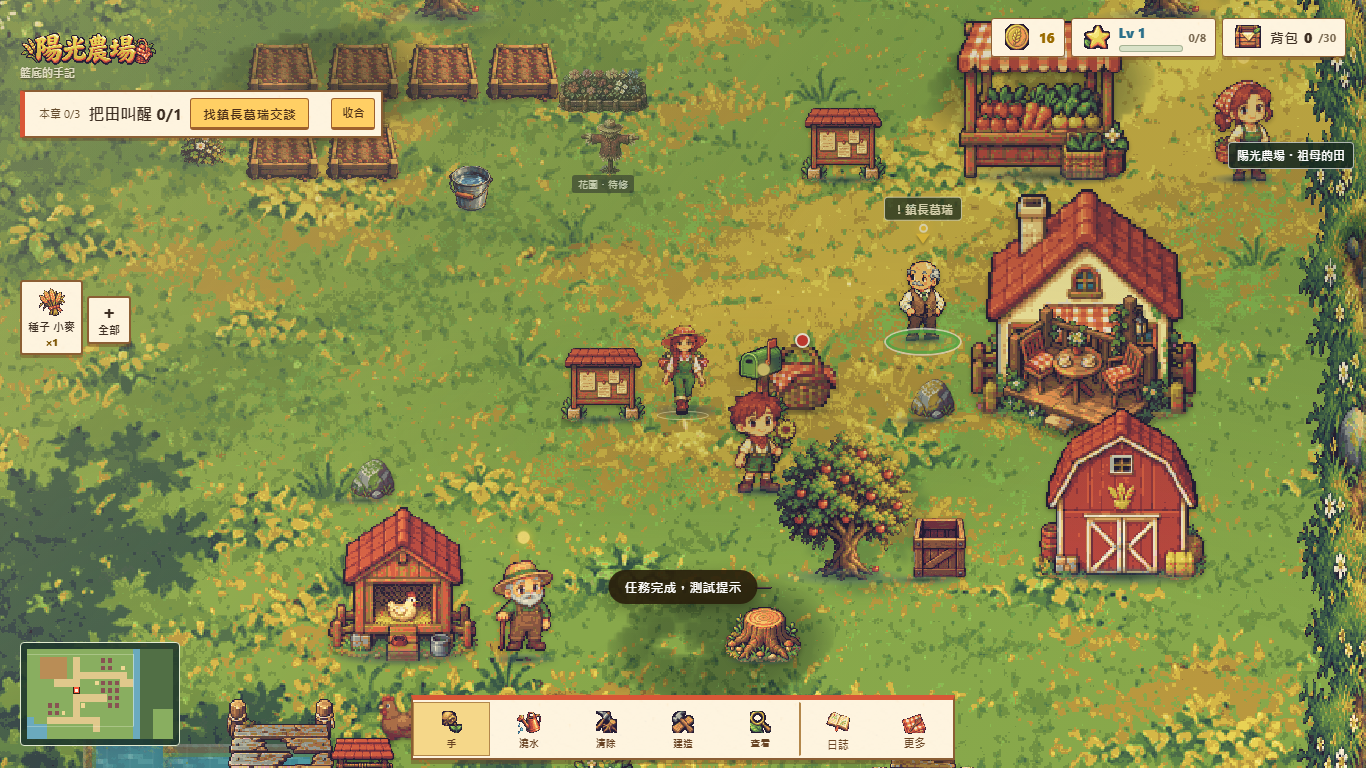 陽光農場
籃底的手記
本章 0/3 把田叫醒 0/1 找鎮長葛瑞交談 收合
16
Lv 1 0/8
背包 0 /30
陽光農場・祖母的田
花圃・待修
！鎮長葛瑞
種子 小麥
×1
+
全部
任務完成，測試提示
手 澆水 清除 建造 查看 日誌 更多